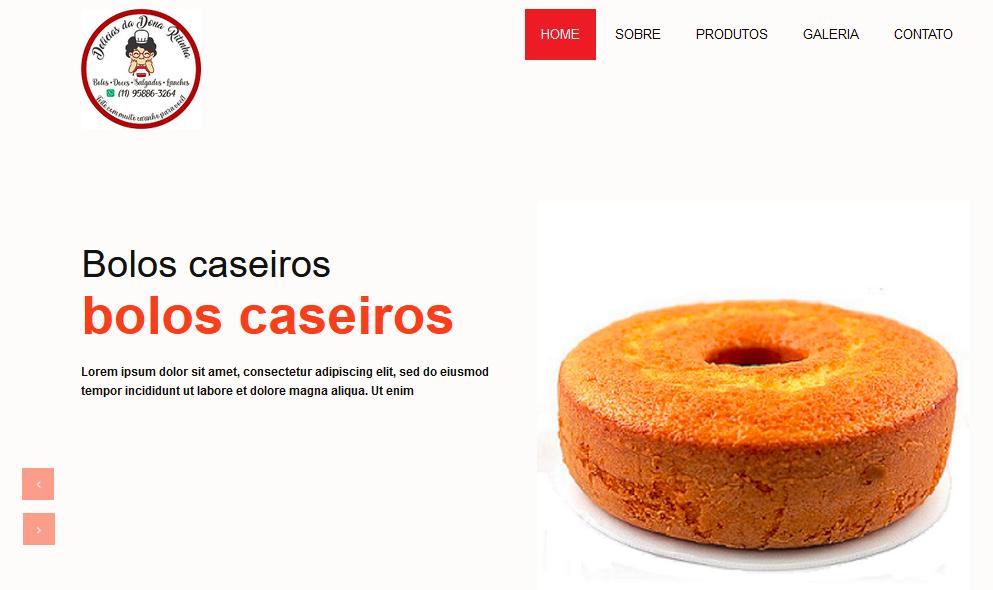 Delícias da Dona Ritinha
Bolos • Doces • Salgados • Lanches
(11) 95886-3264
feito com muito carinho para você!
HOME
SOBRE
PRODUTOS
GALERIA
CONTATO
Bolos caseiros
bolos caseiros
Lorem ipsum dolor sit amet, consectetur adipiscing elit, sed do eiusmod
tempor incididunt ut labore et dolore magna aliqua. Ut enim